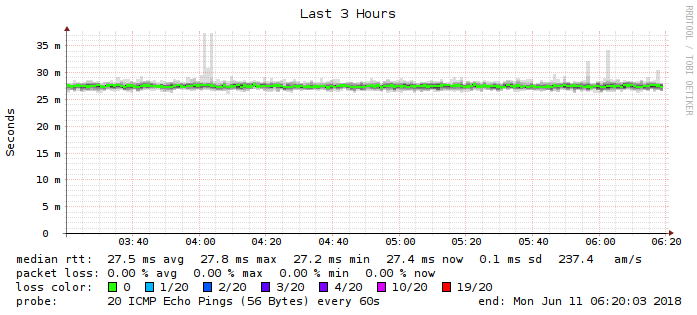 Last 3 Hours
RRDTOOL / TOBI OETIKER
Seconds
35 m
30 m
25 m
20 m
15 m
10 m
5 m
0
03:40 04:00 04:20 04:40 05:00 05:20 05:40 06:00 06:20
median rtt: 27.5 ms avg 27.8 ms max 27.2 ms min 27.4 ms now 0.1 ms sd 237.4 am/s
packet loss: 0.00 % avg 0.00 % max 0.00 % min 0.00 % now
loss color: 0 1/20 2/20 3/20 4/20 10/20 19/20
probe: 20 ICMP Echo Pings (56 Bytes) every 60s end: Mon Jun 11 06:20:03 2018